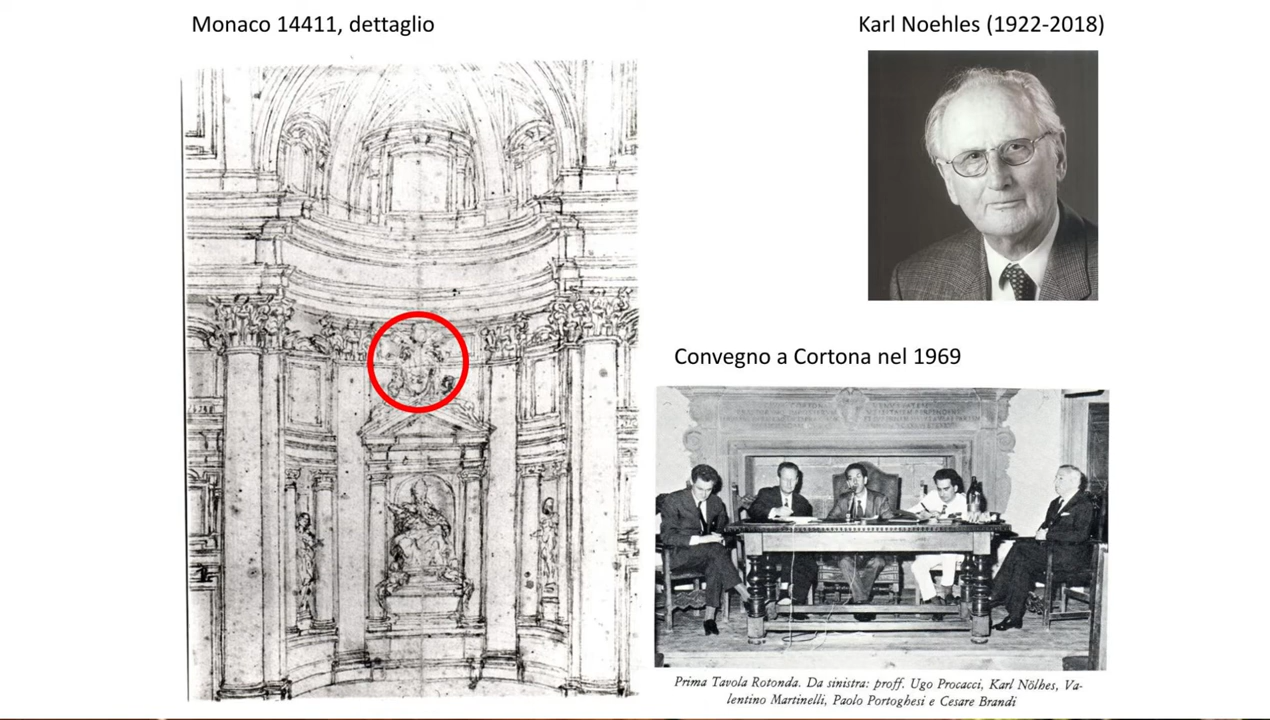 Monaco 14411, dettaglio
Karl Noehles (1922-2018)
Convegno a Cortona nel 1969
Prima Tavola Rotonda. Da sinistra: proff. Ugo Procacci, Karl Nölhes, Va-
lentino Martinelli, Paolo Portoghesi e Cesare Brandi